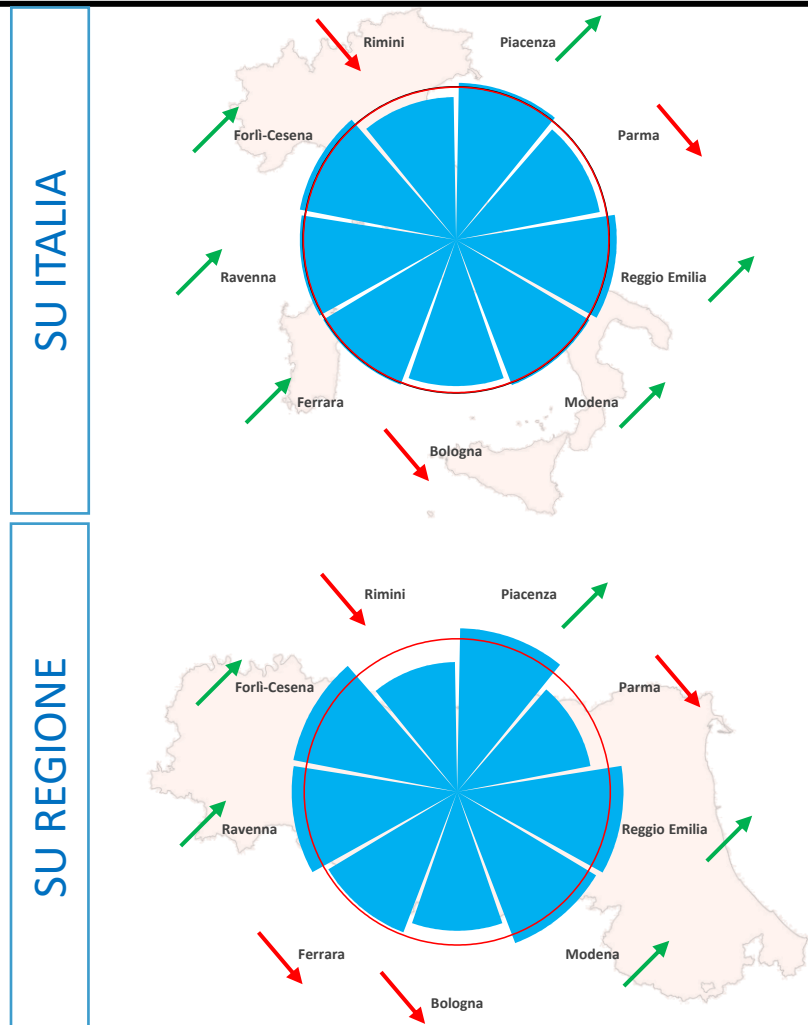 SU ITALIA
Rimini
Piacenza
Forlì-Cesena
Parma
Ravenna
Reggio Emilia
Ferrara
Modena
Bologna
SU REGIONE
Rimini
Piacenza
Forlì-Cesena
Parma
Ravenna
Reggio Emilia
Ferrara
Modena
Bologna